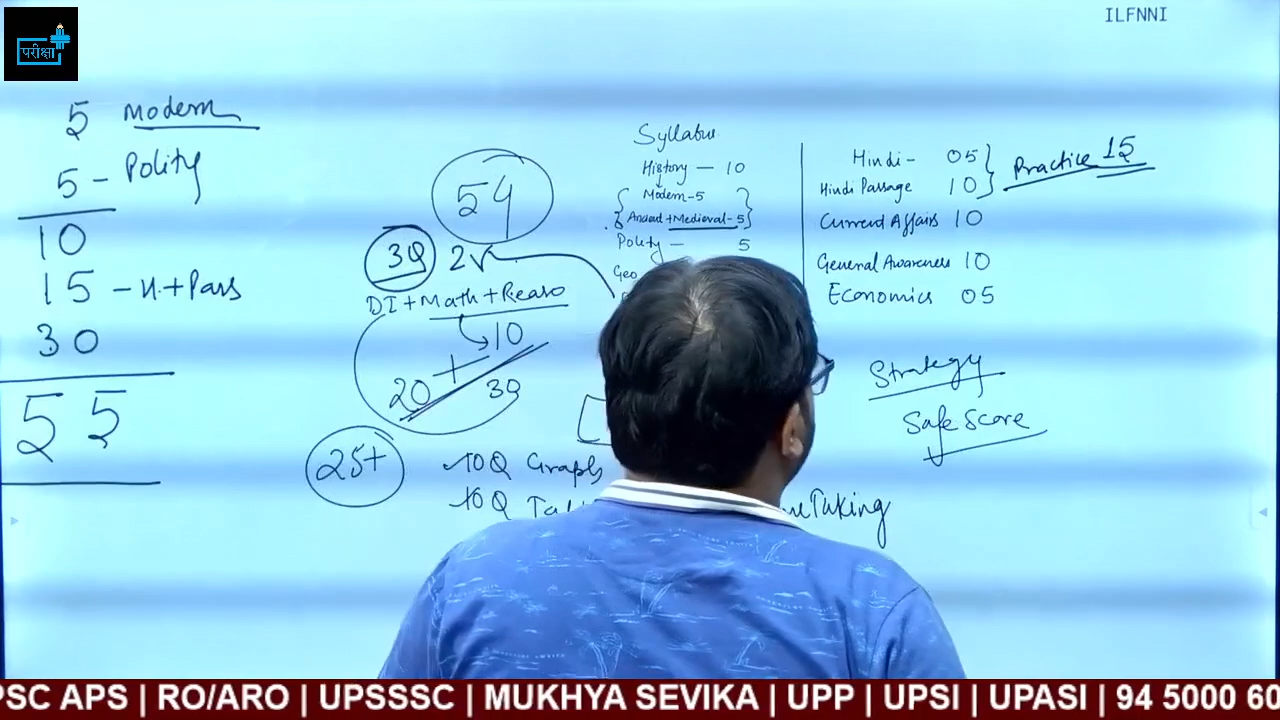 ILFNNI
परीक्षा
5 Modern
5 - Polity
10
15 - H + Pass
30
55
54
30 2√
DI + Math + Reaso
10
20 + 30
25+
10Q Graph
10Q
Taking
Syllabus
History - 10
Modern - 5
Ancient + Medieval - 5
Polity - 5
Geo
Hindi - 05
Hindi Passage 10
Practice 15
Current Affairs 10
General Awareness 10
Economics 05
Strategy
Safe Score
PSC APS | RO/ARO | UPSSSC | MUKHYA SEVIKA | UPP | UPSI | UPASI | 94 5000 60